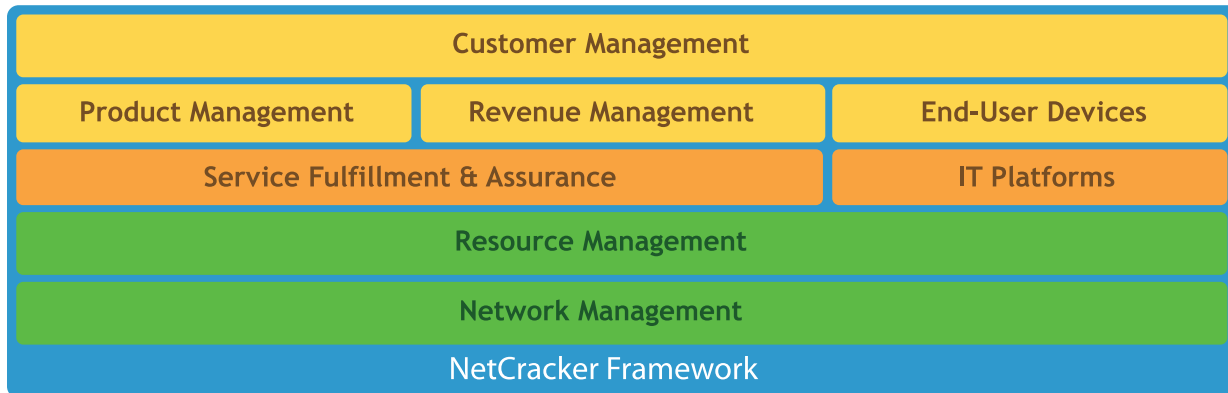 Customer Management
Product Management
Revenue Management
End-User Devices
Service Fulfillment & Assurance
IT Platforms
Resource Management
Network Management
NetCracker Framework